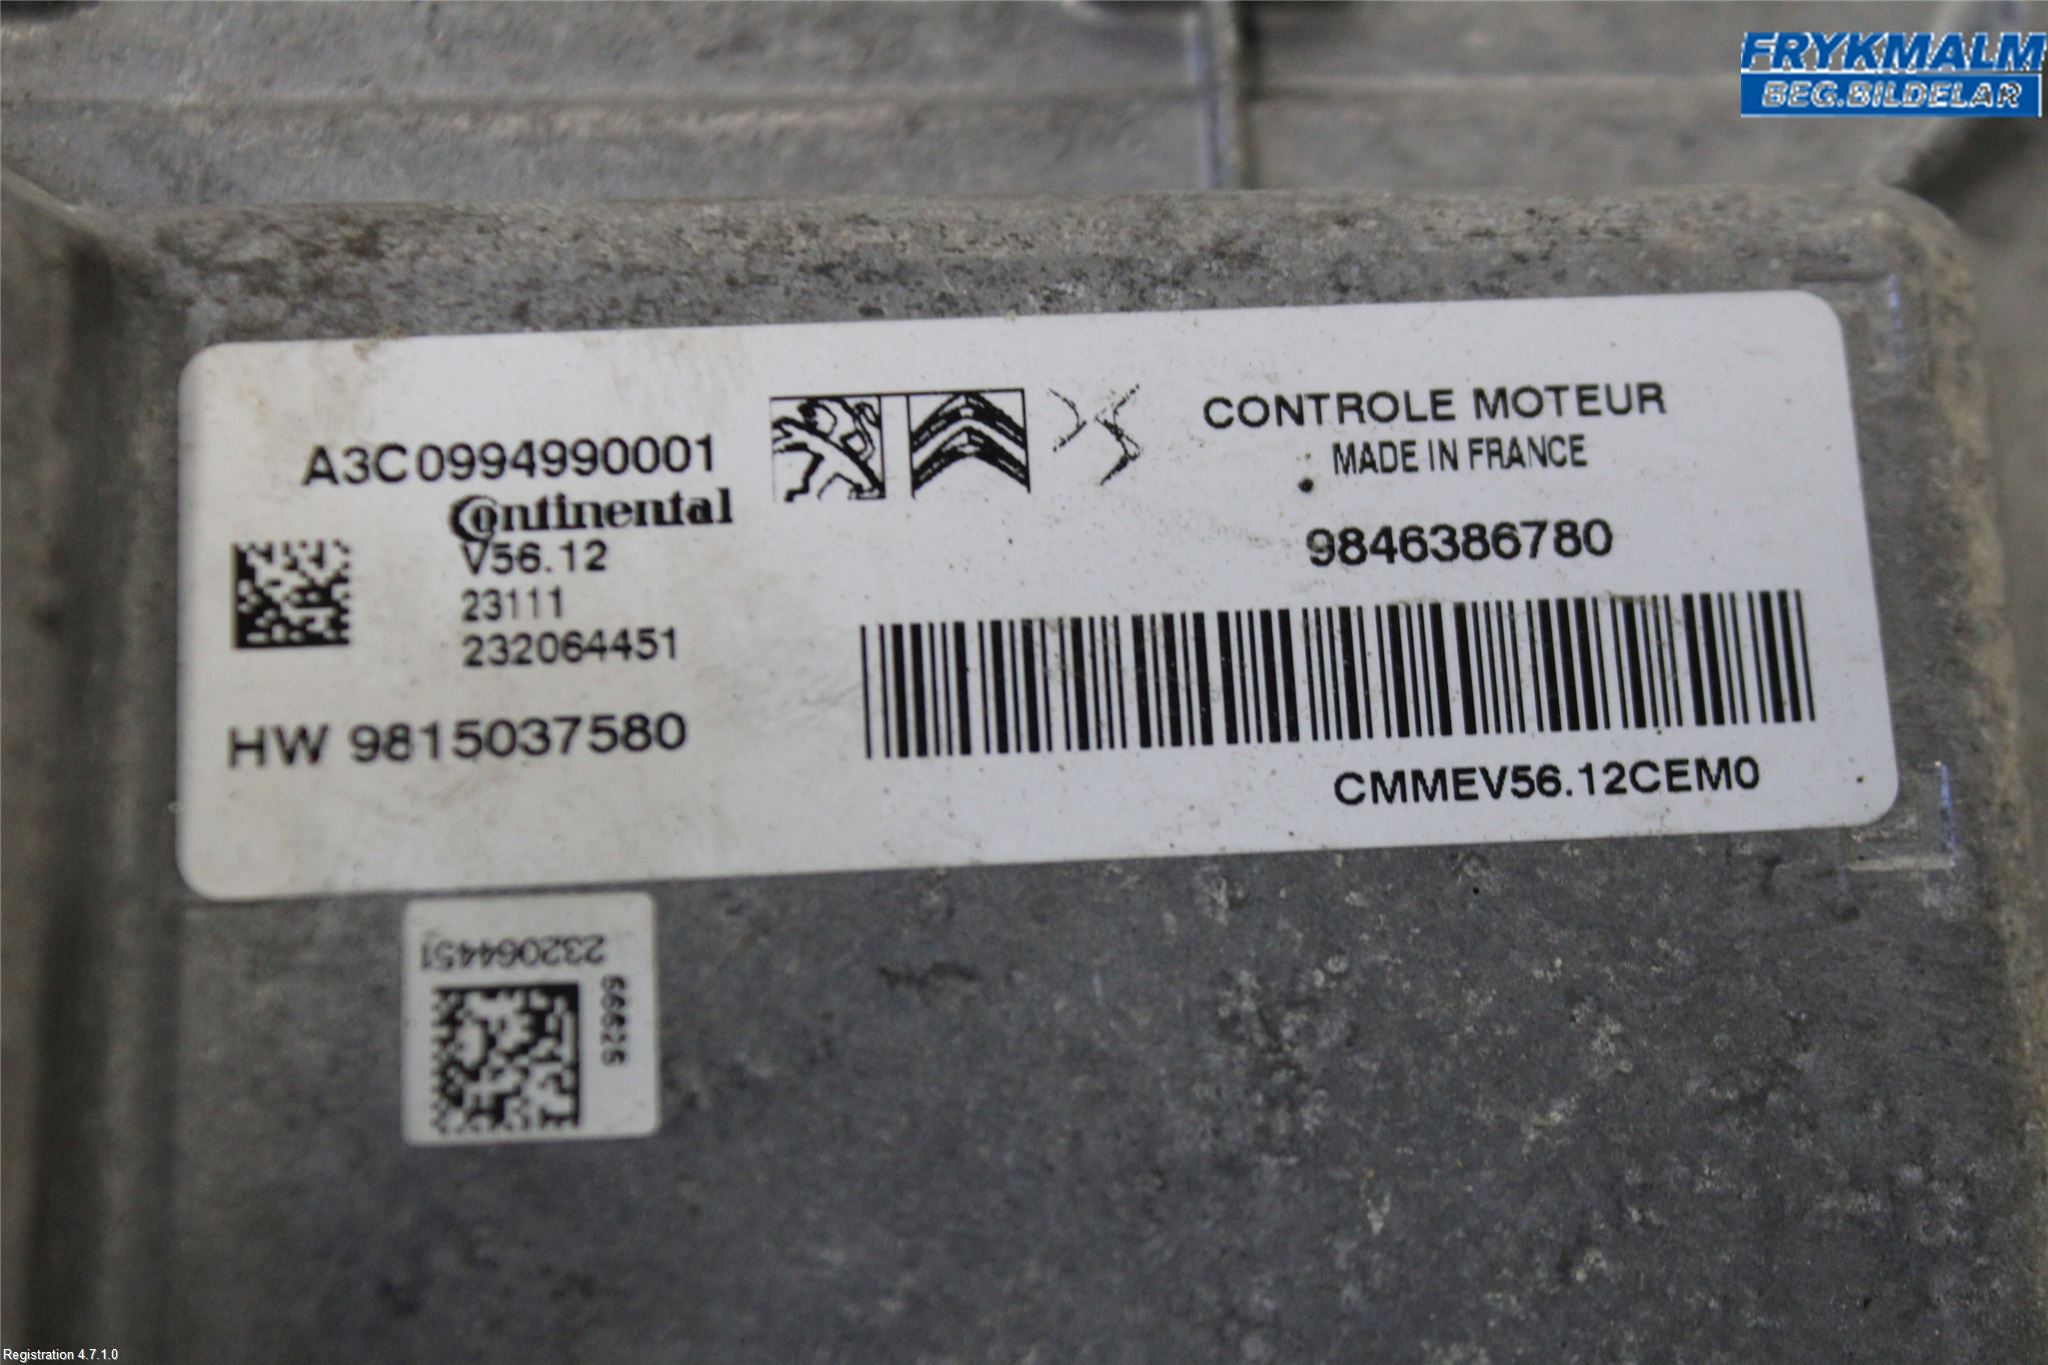 FRYKMALM
BEG.BILDELAR
A3C0994990001
Continental
V56.12
23111
232064451
HW 9815037580
CONTROLE MOTEUR
MADE IN FRANCE
9846386780
CMMEV56.12CEM0
232064451
66625
Registration 4.7.1.0